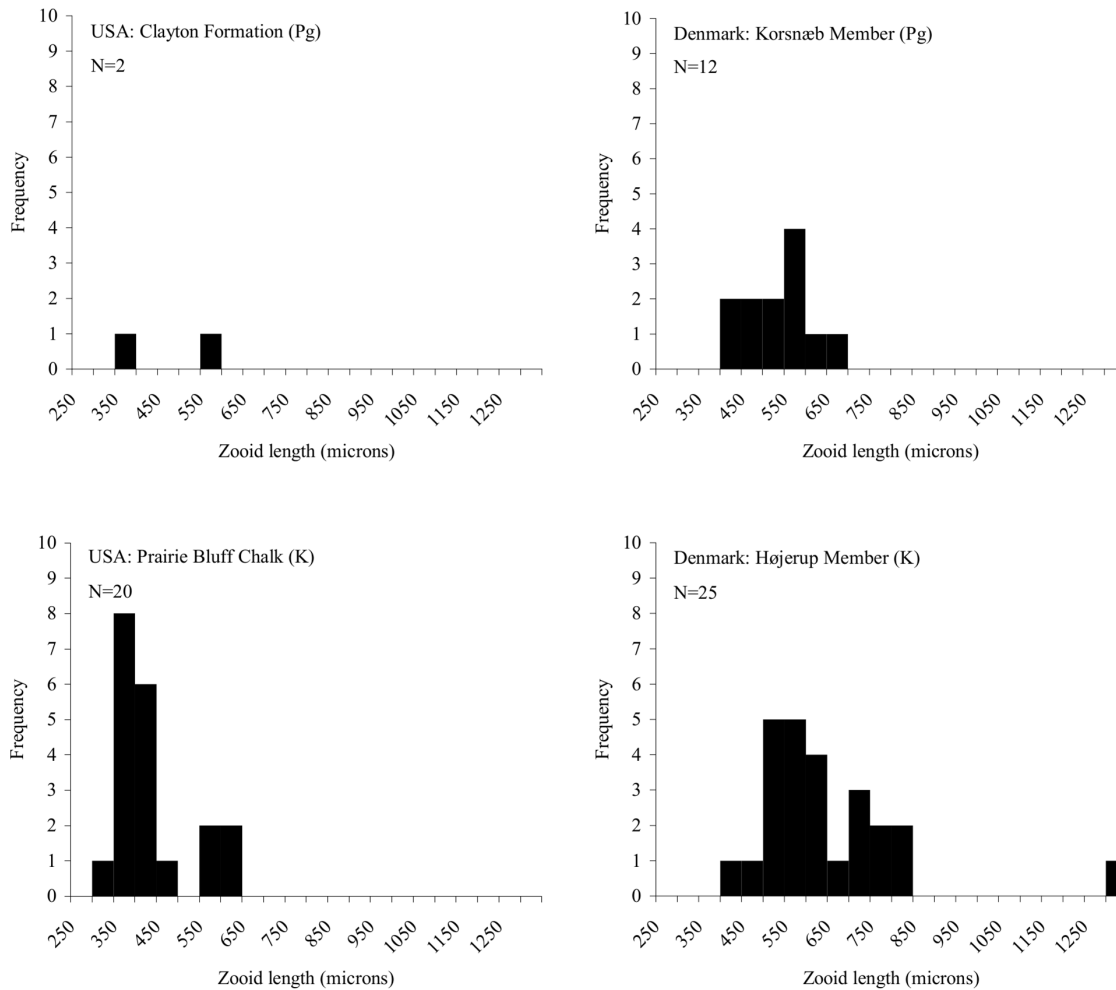 USA: Clayton Formation (Pg)
N=2
10
9
8
7
6
5
4
3
2
1
0
Frequency
250 350 450 550 650 750 850 950 1050 1150 1250
Zooid length (microns)
Denmark: Korsnæb Member (Pg)
N=12
10
9
8
7
6
5
4
3
2
1
0
Frequency
250 350 450 550 650 750 850 950 1050 1150 1250
Zooid length (microns)
USA: Prairie Bluff Chalk (K)
N=20
10
9
8
7
6
5
4
3
2
1
0
Frequency
250 350 450 550 650 750 850 950 1050 1150 1250
Zooid length (microns)
Denmark: Højerup Member (K)
N=25
10
9
8
7
6
5
4
3
2
1
0
Frequency
250 350 450 550 650 750 850 950 1050 1150 1250
Zooid length (microns)